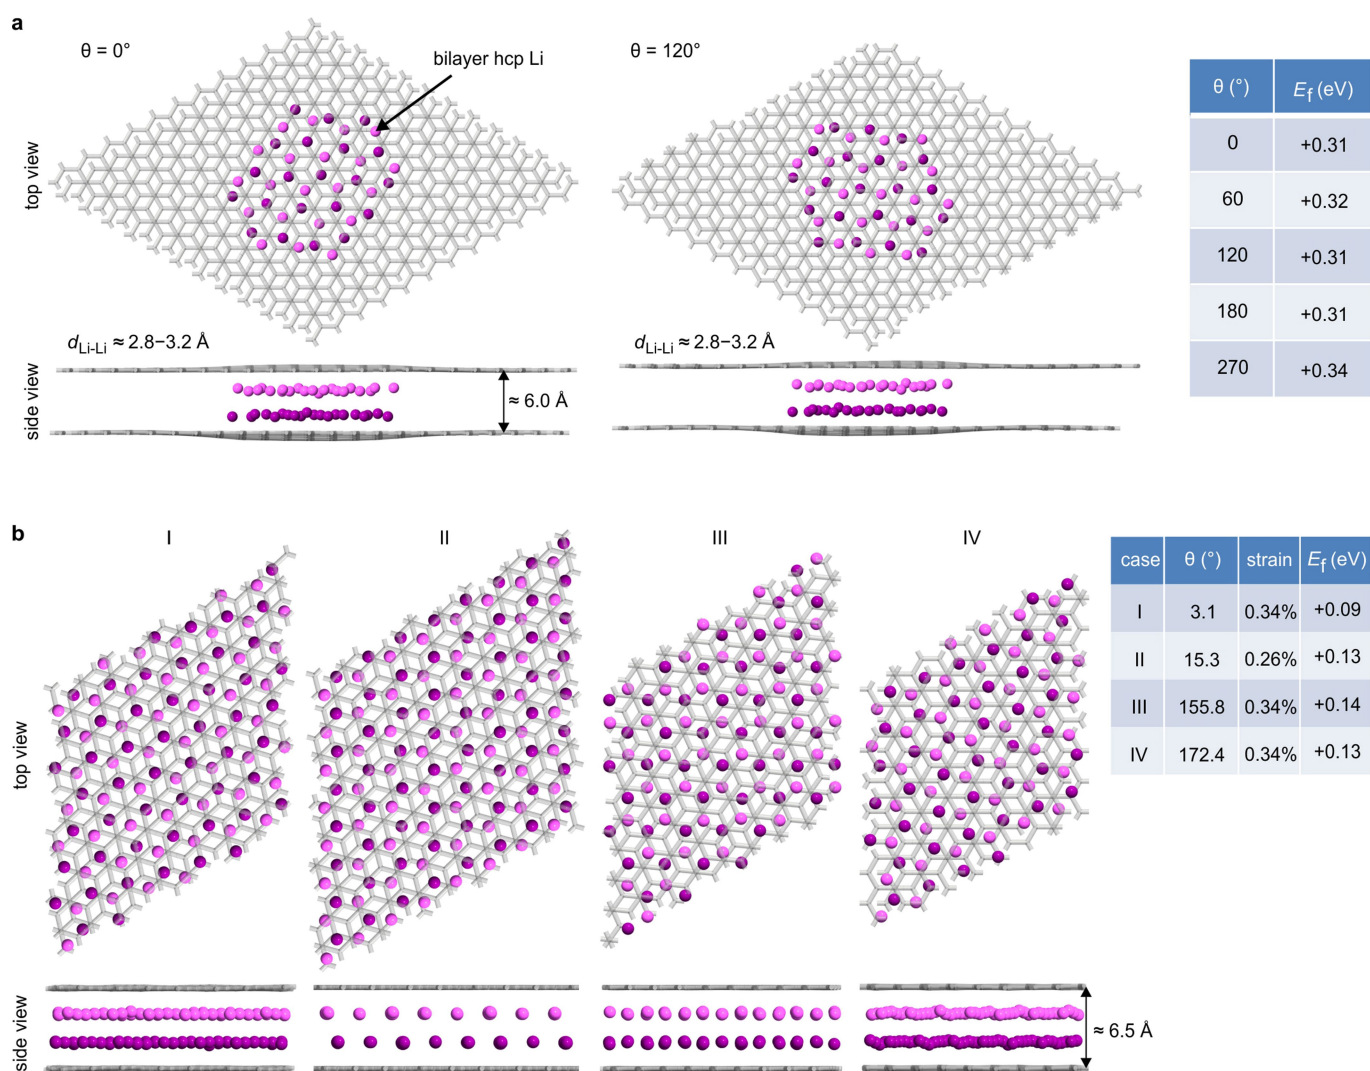 a
θ = 0°
bilayer hcp Li
θ = 120°
top view
d_Li-Li ≈ 2.8–3.2 Å
d_Li-Li ≈ 2.8–3.2 Å
side view
≈ 6.0 Å
θ (°) E_f (eV)
0 +0.31
60 +0.32
120 +0.31
180 +0.31
270 +0.34
b
I II III IV
top view
side view
≈ 6.5 Å
case θ (°) strain E_f (eV)
I 3.1 0.34% +0.09
II 15.3 0.26% +0.13
III 155.8 0.34% +0.14
IV 172.4 0.34% +0.13